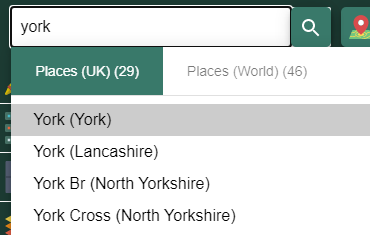 york
Places (UK) (29) Places (World) (46)
York (York)
York (Lancashire)
York Br (North Yorkshire)
York Cross (North Yorkshire)